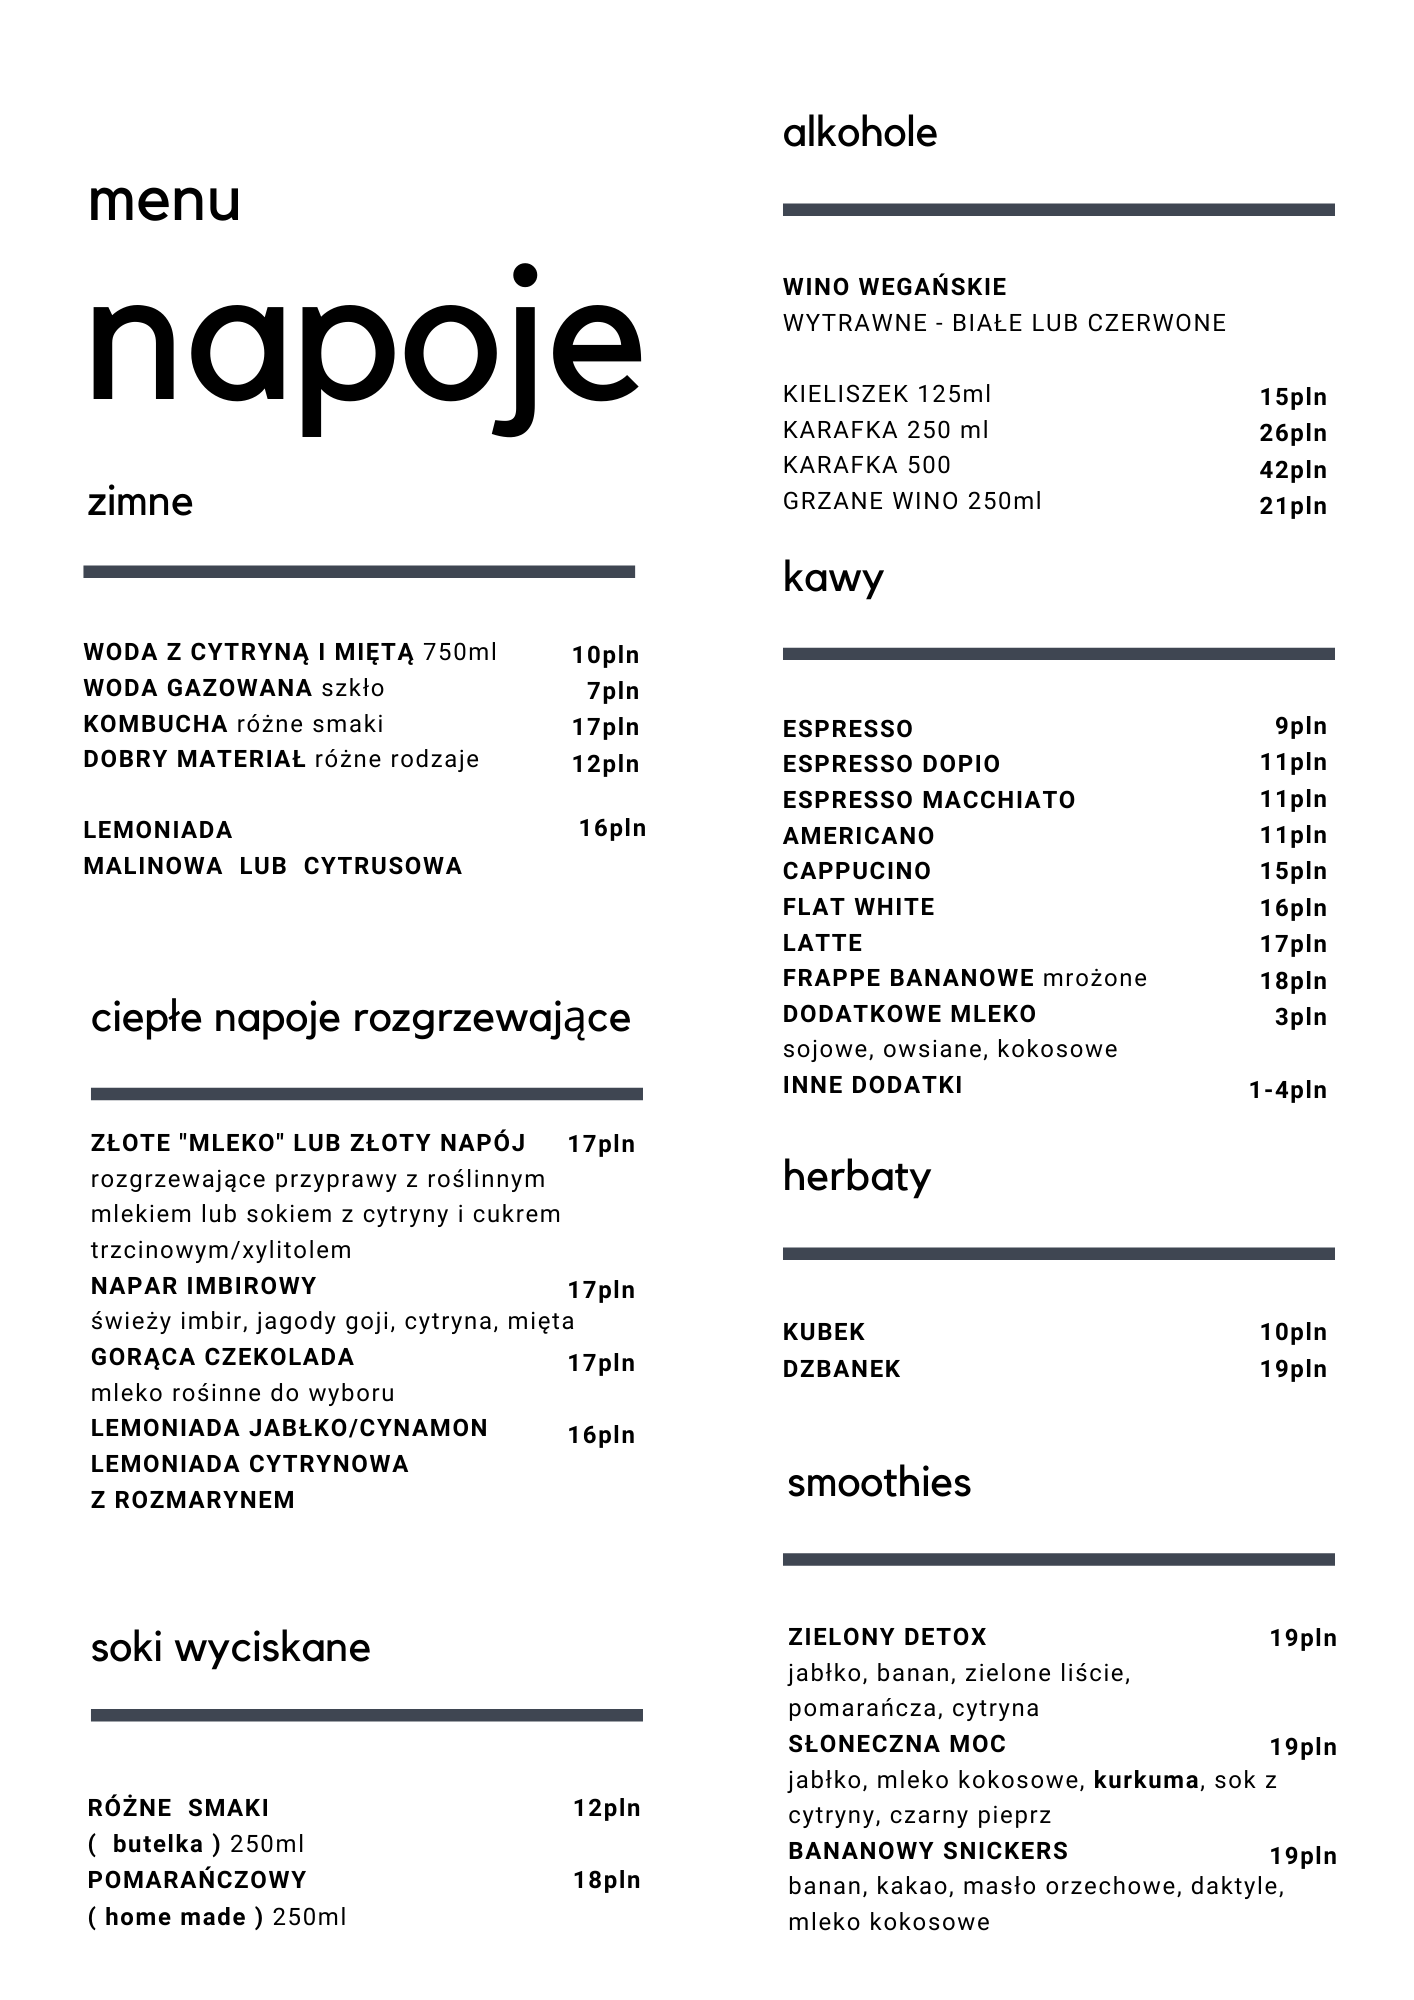 menu
napoje
zimne
WODA Z CYTRYNĄ I MIĘTĄ 750ml 10pln
WODA GAZOWANA szkło 7pln
KOMBUCHA różne smaki 17pln
DOBRY MATERIAŁ różne rodzaje 12pln
LEMONIADA 16pln
MALINOWA LUB CYTRUSOWA
ciepłe napoje rozgrzewające
ZŁOTE "MLEKO" LUB ZŁOTY NAPÓJ 17pln
rozgrzewające przyprawy z roślinnym
mlekiem lub sokiem z cytryny i cukrem
trzcinowym/xylitolem
NAPAR IMBIROWY 17pln
świeży imbir, jagody goji, cytryna, mięta
GORĄCA CZEKOLADA 17pln
mleko rośinne do wyboru
LEMONIADA JABŁKO/CYNAMON 16pln
LEMONIADA CYTRYNOWA
Z ROZMARYNEM
soki wyciskane
RÓŻNE SMAKI 12pln
( butelka ) 250ml
POMARAŃCZOWY 18pln
( home made ) 250ml
alkohole
WINO WEGAŃSKIE
WYTRAWNE - BIAŁE LUB CZERWONE
KIELISZEK 125ml 15pln
KARAFKA 250 ml 26pln
KARAFKA 500 42pln
GRZANE WINO 250ml 21pln
kawy
ESPRESSO 9pln
ESPRESSO DOPIO 11pln
ESPRESSO MACCHIATO 11pln
AMERICANO 11pln
CAPPUCINO 15pln
FLAT WHITE 16pln
LATTE 17pln
FRAPPE BANANOWE mrożone 18pln
DODATKOWE MLEKO 3pln
sojowe, owsiane, kokosowe
INNE DODATKI 1-4pln
herbaty
KUBEK 10pln
DZBANEK 19pln
smoothies
ZIELONY DETOX 19pln
jabłko, banan, zielone liście,
pomarańcza, cytryna
SŁONECZNA MOC 19pln
jabłko, mleko kokosowe, kurkuma, sok z
cytryny, czarny pieprz
BANANOWY SNICKERS 19pln
banan, kakao, masło orzechowe, daktyle,
mleko kokosowe